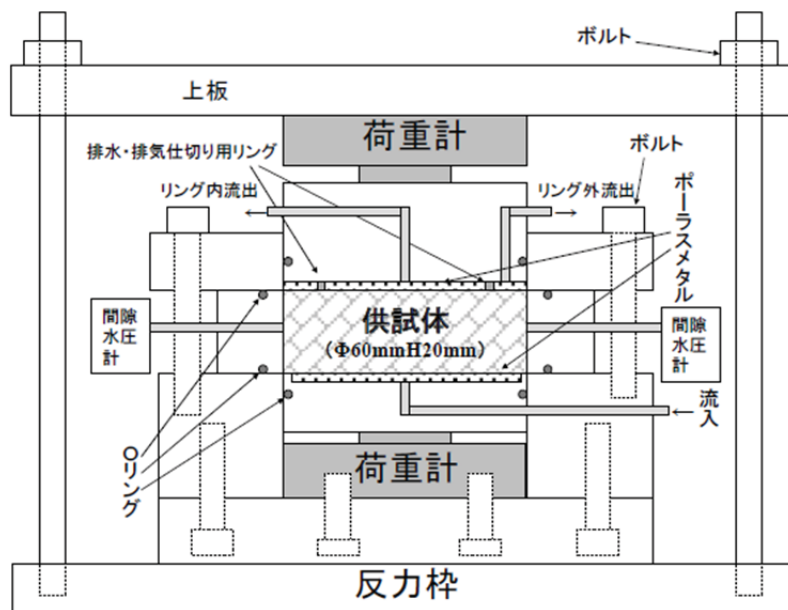 ボルト
上板
荷重計
排水・排気仕切り用リング
ボルト
リング内流出
リング外流出
ポーラスメタル
間隙
水圧
計
供試体
(Φ60mmH20mm)
間隙
水圧
計
流入
Oリング
荷重計
反力枠